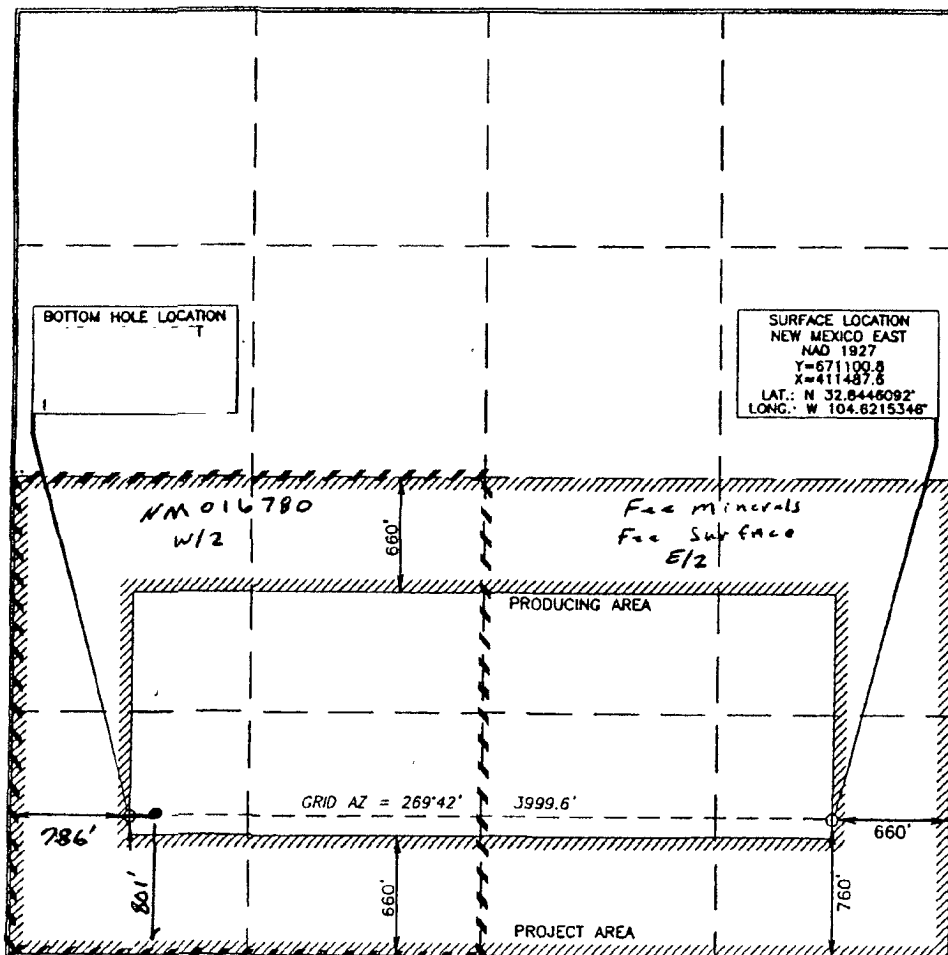 BOTTOM HOLE LOCATION
T
SURFACE LOCATION
NEW MEXICO EAST
NAD 1927
Y=671100.8
X=411487.6
LAT.: N 32.8446092°
LONG.: W 104.6215346°
NM 016780
W/2
660'
Fee Minerals
Fee Surface
E/2
PRODUCING AREA
GRID AZ = 269°42' 3999.6'
786'
660'
801'
660'
760'
PROJECT AREA